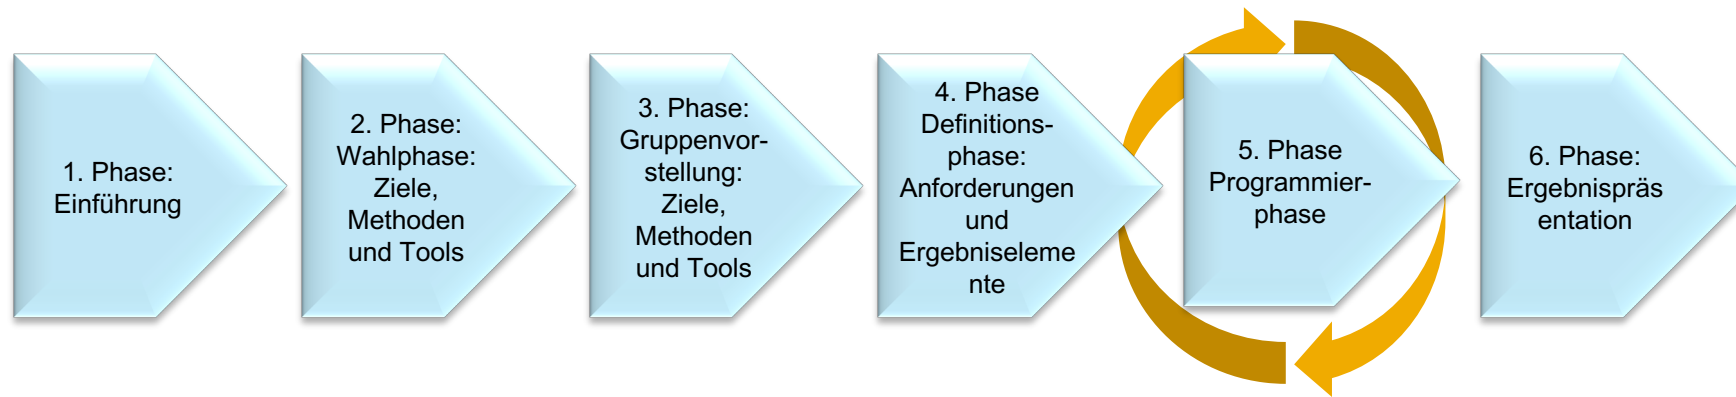 1. Phase:
Einführung
2. Phase:
Wahlphase:
Ziele,
Methoden
und Tools
3. Phase:
Gruppenvor-
stellung:
Ziele,
Methoden
und Tools
4. Phase
Definitions-
phase:
Anforderungen
und
Ergebniseleme
nte
5. Phase
Programmier-
phase
6. Phase:
Ergebnispräs
entation